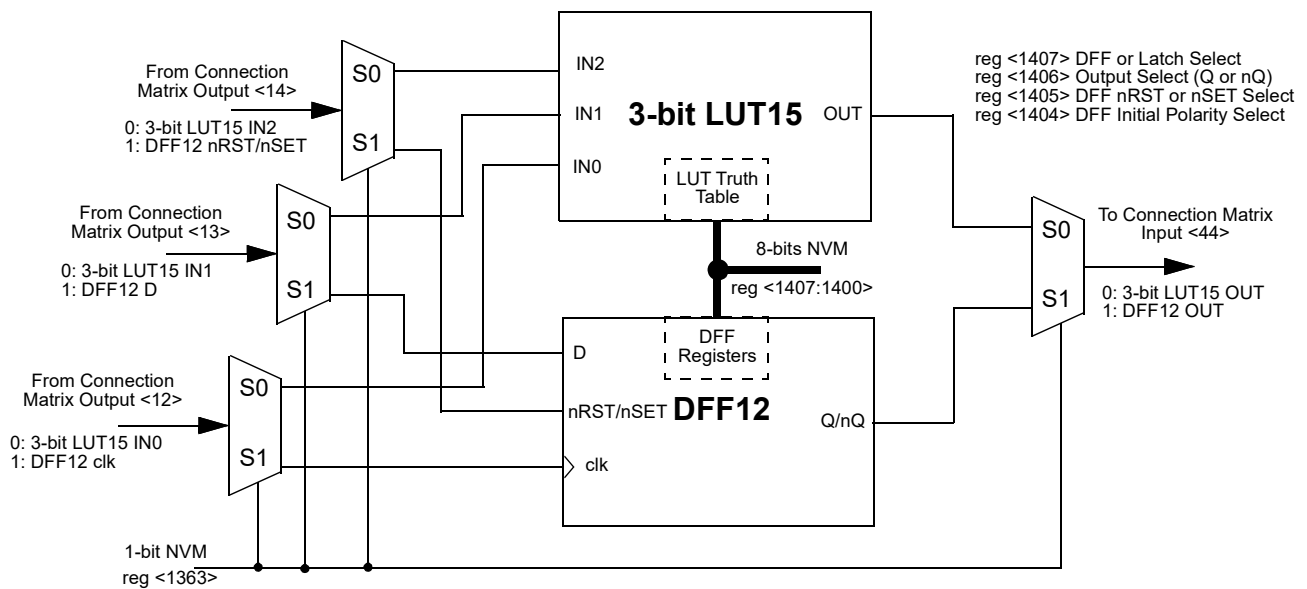 From Connection
Matrix Output <14>
0: 3-bit LUT15 IN2
1: DFF12 nRST/nSET
S0
S1
From Connection
Matrix Output <13>
0: 3-bit LUT15 IN1
1: DFF12 D
S0
S1
From Connection
Matrix Output <12>
0: 3-bit LUT15 IN0
1: DFF12 clk
S0
S1
1-bit NVM
reg <1363>
IN2
IN1
IN0
3-bit LUT15
OUT
LUT Truth
Table
8-bits NVM
reg <1407:1400>
DFF
Registers
D
nRST/nSET
DFF12
Q/nQ
clk
reg <1407> DFF or Latch Select
reg <1406> Output Select (Q or nQ)
reg <1405> DFF nRST or nSET Select
reg <1404> DFF Initial Polarity Select
S0
S1
To Connection Matrix
Input <44>
0: 3-bit LUT15 OUT
1: DFF12 OUT